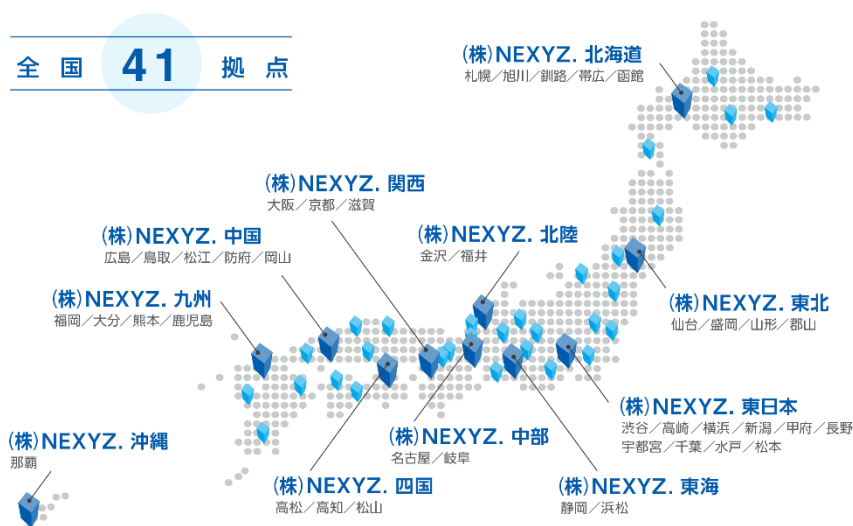 全国 41 拠点
(株)NEXYZ. 北海道
札幌／旭川／釧路／帯広／函館
(株)NEXYZ. 関西
大阪／京都／滋賀
(株)NEXYZ. 中国
広島／鳥取／松江／防府／岡山
(株)NEXYZ. 北陸
金沢／福井
(株)NEXYZ. 九州
福岡／大分／熊本／鹿児島
(株)NEXYZ. 東北
仙台／盛岡／山形／郡山
(株)NEXYZ. 東日本
渋谷／高崎／横浜／新潟／甲府／長野
宇都宮／千葉／水戸／松本
(株)NEXYZ. 沖縄
那覇
(株)NEXYZ. 中部
名古屋／岐阜
(株)NEXYZ. 四国
高松／高知／松山
(株)NEXYZ. 東海
静岡／浜松